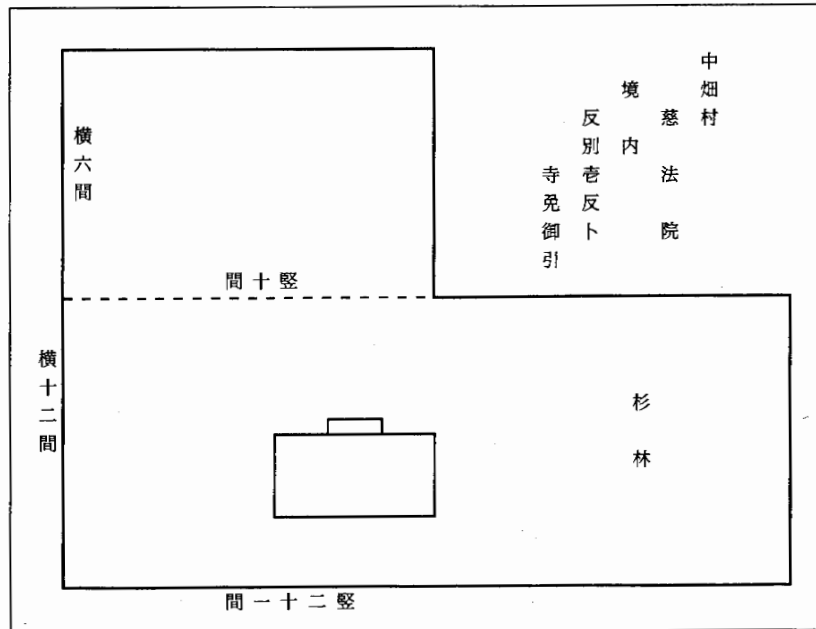 中畑村
慈法院
境内
反別壱反卜
寺免御引
横六間
竪十間
横十二間
杉林
竪二十一間